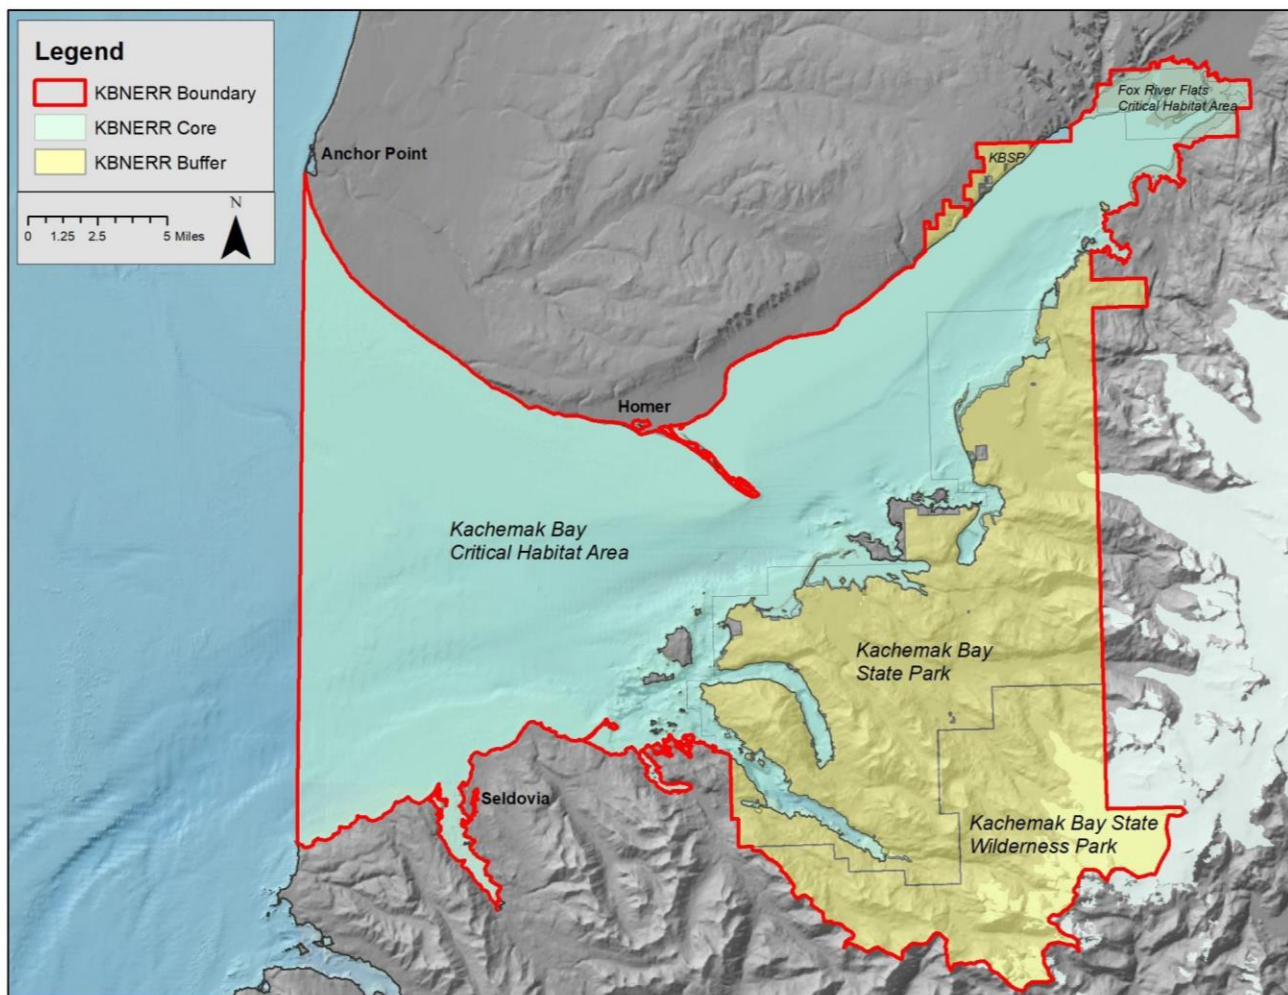 Legend
KBNERR Boundary
KBNERR Core
KBNERR Buffer
N
0 1.25 2.5 5 Miles
Anchor Point
Fox River Flats
Critical Habitat Area
KBSP
Homer
Kachemak Bay
Critical Habitat Area
Kachemak Bay
State Park
Seldovia
Kachemak Bay State
Wilderness Park